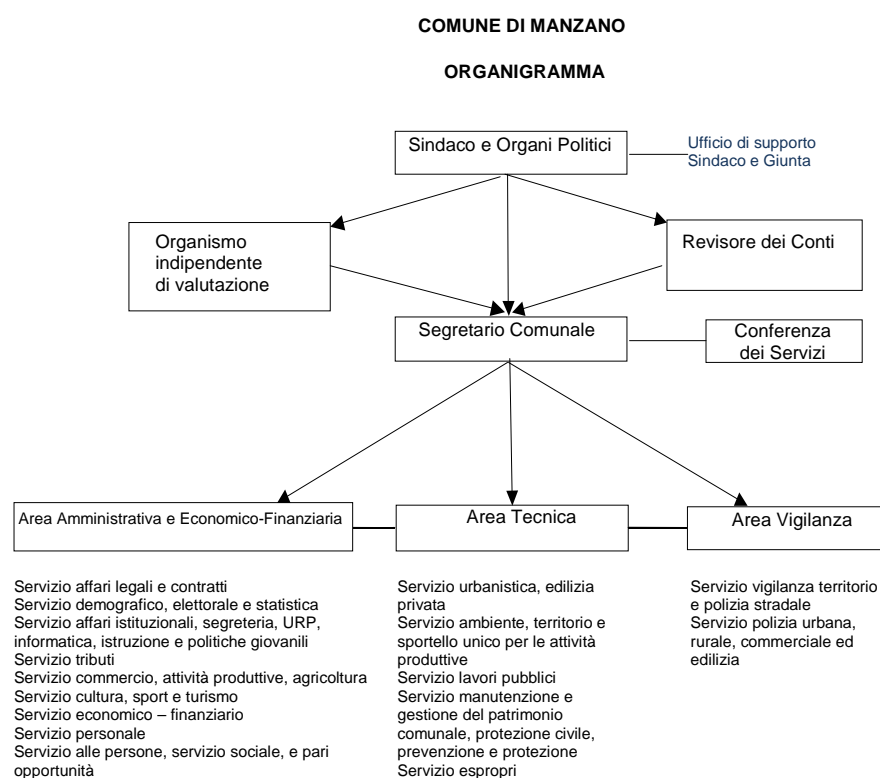 COMUNE DI MANZANO
ORGANIGRAMMA
Sindaco e Organi Politici
Ufficio di supporto
Sindaco e Giunta
Organismo
indipendente
di valutazione
Revisore dei Conti
Segretario Comunale
Conferenza
dei Servizi
Area Amministrativa e Economico-Finanziaria
Area Tecnica
Area Vigilanza
Servizio affari legali e contratti
Servizio demografico, elettorale e statistica
Servizio affari istituzionali, segreteria, URP,
informatica, istruzione e politiche giovanili
Servizio tributi
Servizio commercio, attività produttive, agricoltura
Servizio cultura, sport e turismo
Servizio economico – finanziario
Servizio personale
Servizio alle persone, servizio sociale, e pari
opportunità
Servizio urbanistica, edilizia
privata
Servizio ambiente, territorio e
sportello unico per le attività
produttive
Servizio lavori pubblici
Servizio manutenzione e
gestione del patrimonio
comunale, protezione civile,
prevenzione e protezione
Servizio espropri
Servizio vigilanza territorio
e polizia stradale
Servizio polizia urbana,
rurale, commerciale ed
edilizia